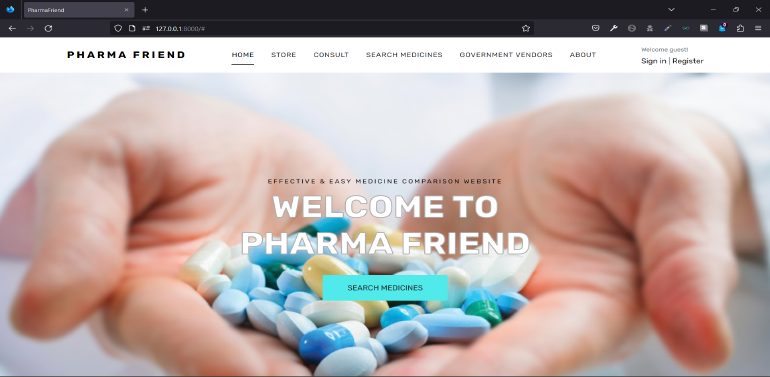 PharmaFriend
127.0.0.1:8000/#
PHARMA FRIEND
HOME STORE CONSULT SEARCH MEDICINES GOVERNMENT VENDORS ABOUT
Welcome guest!
Sign in | Register
EFFECTIVE & EASY MEDICINE COMPARISON WEBSITE
WELCOME TO
PHARMA FRIEND
SEARCH MEDICINES